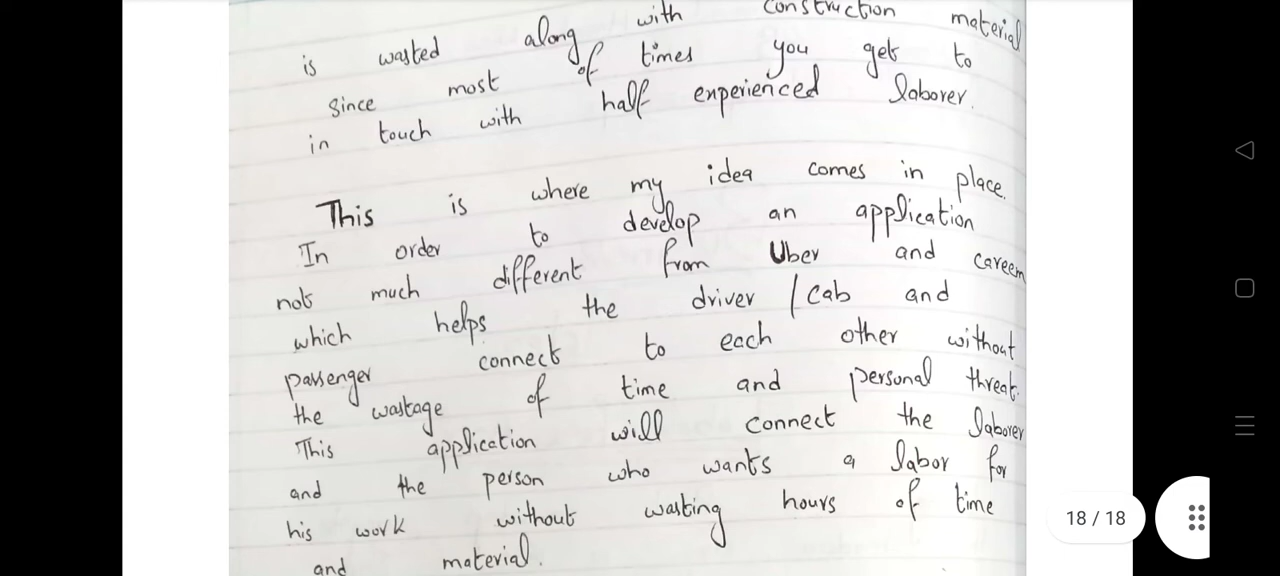 is wasted along with construction material
since most of times you gets to
in touch with half experienced laborer.
This is where my idea comes in place.
In order to develop an application
not much different from Uber and careem
which helps the driver / cab and
passenger connect to each other without
the wastage of time and personal threat.
This application will connect the laborer
and the person who wants a labor for
his work without wasting hours of time
and material.
18 / 18